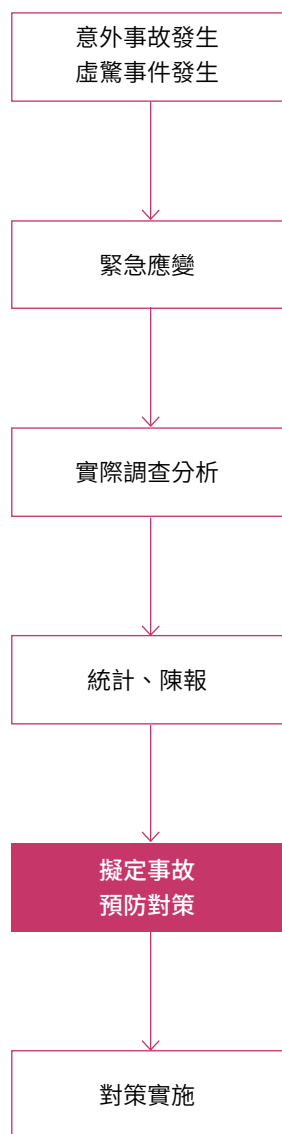 意外事故發生
虛驚事件發生
緊急應變
實際調查分析
統計、陳報
擬定事故
預防對策
對策實施